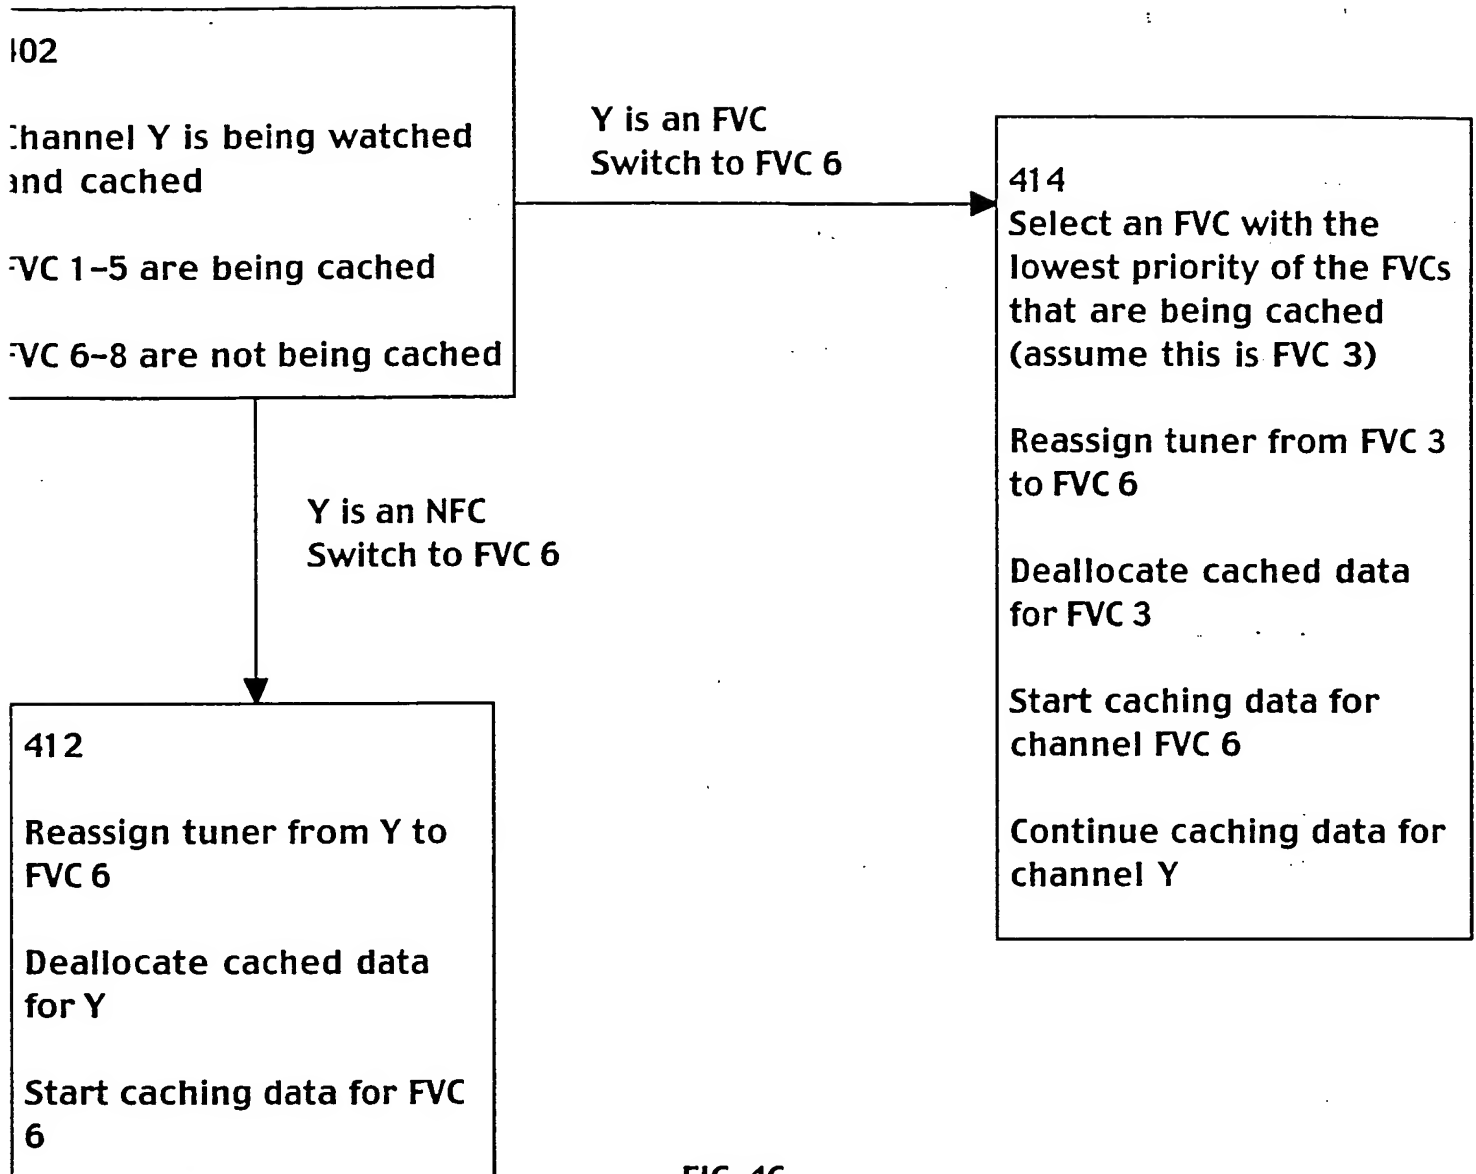 402
Channel Y is being watched
and cached
FVC 1-5 are being cached
FVC 6-8 are not being cached
Y is an FVC
Switch to FVC 6
414
Select an FVC with the
lowest priority of the FVCs
that are being cached
(assume this is FVC 3)
Reassign tuner from FVC 3
to FVC 6
Deallocate cached data
for FVC 3
Start caching data for
channel FVC 6
Continue caching data for
channel Y
Y is an NFC
Switch to FVC 6
412
Reassign tuner from Y to
FVC 6
Deallocate cached data
for Y
Start caching data for FVC
6
FIG.